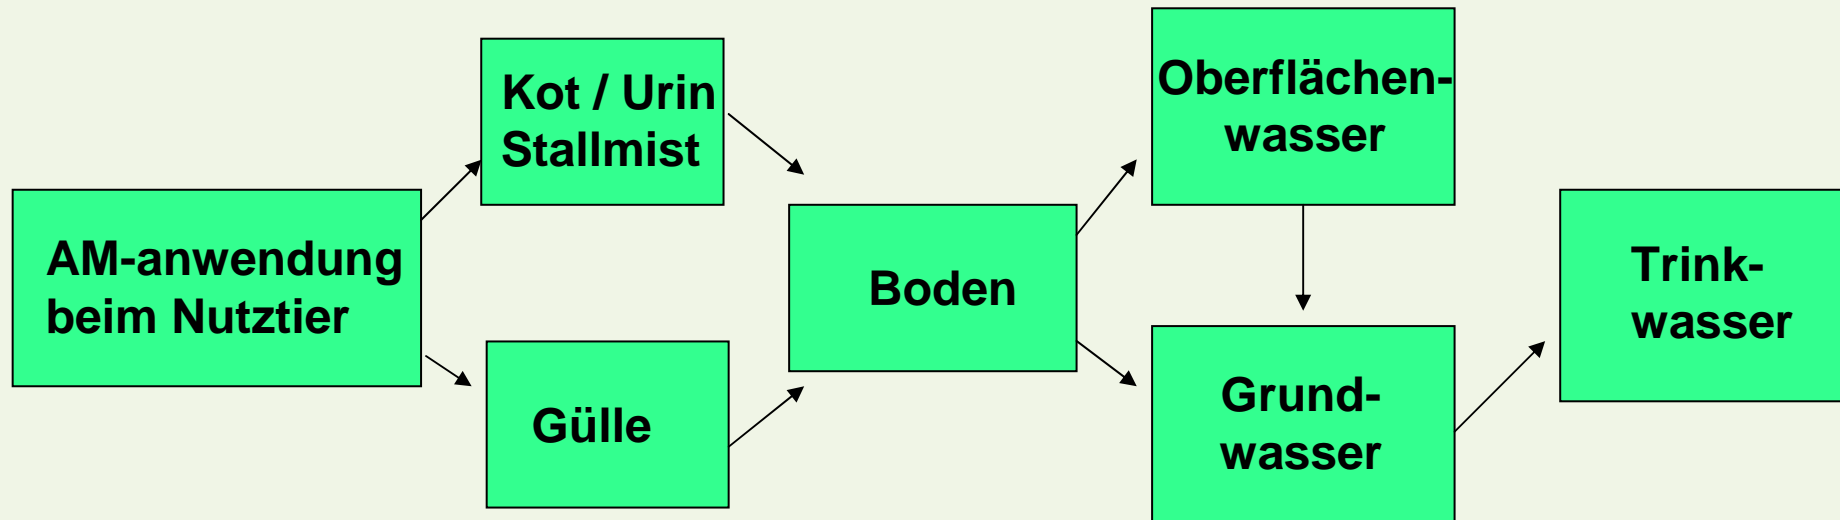 AM-anwendung
beim Nutztier
Kot / Urin
Stallmist
Gülle
Boden
Oberflächen-
wasser
Grund-
wasser
Trink-
wasser